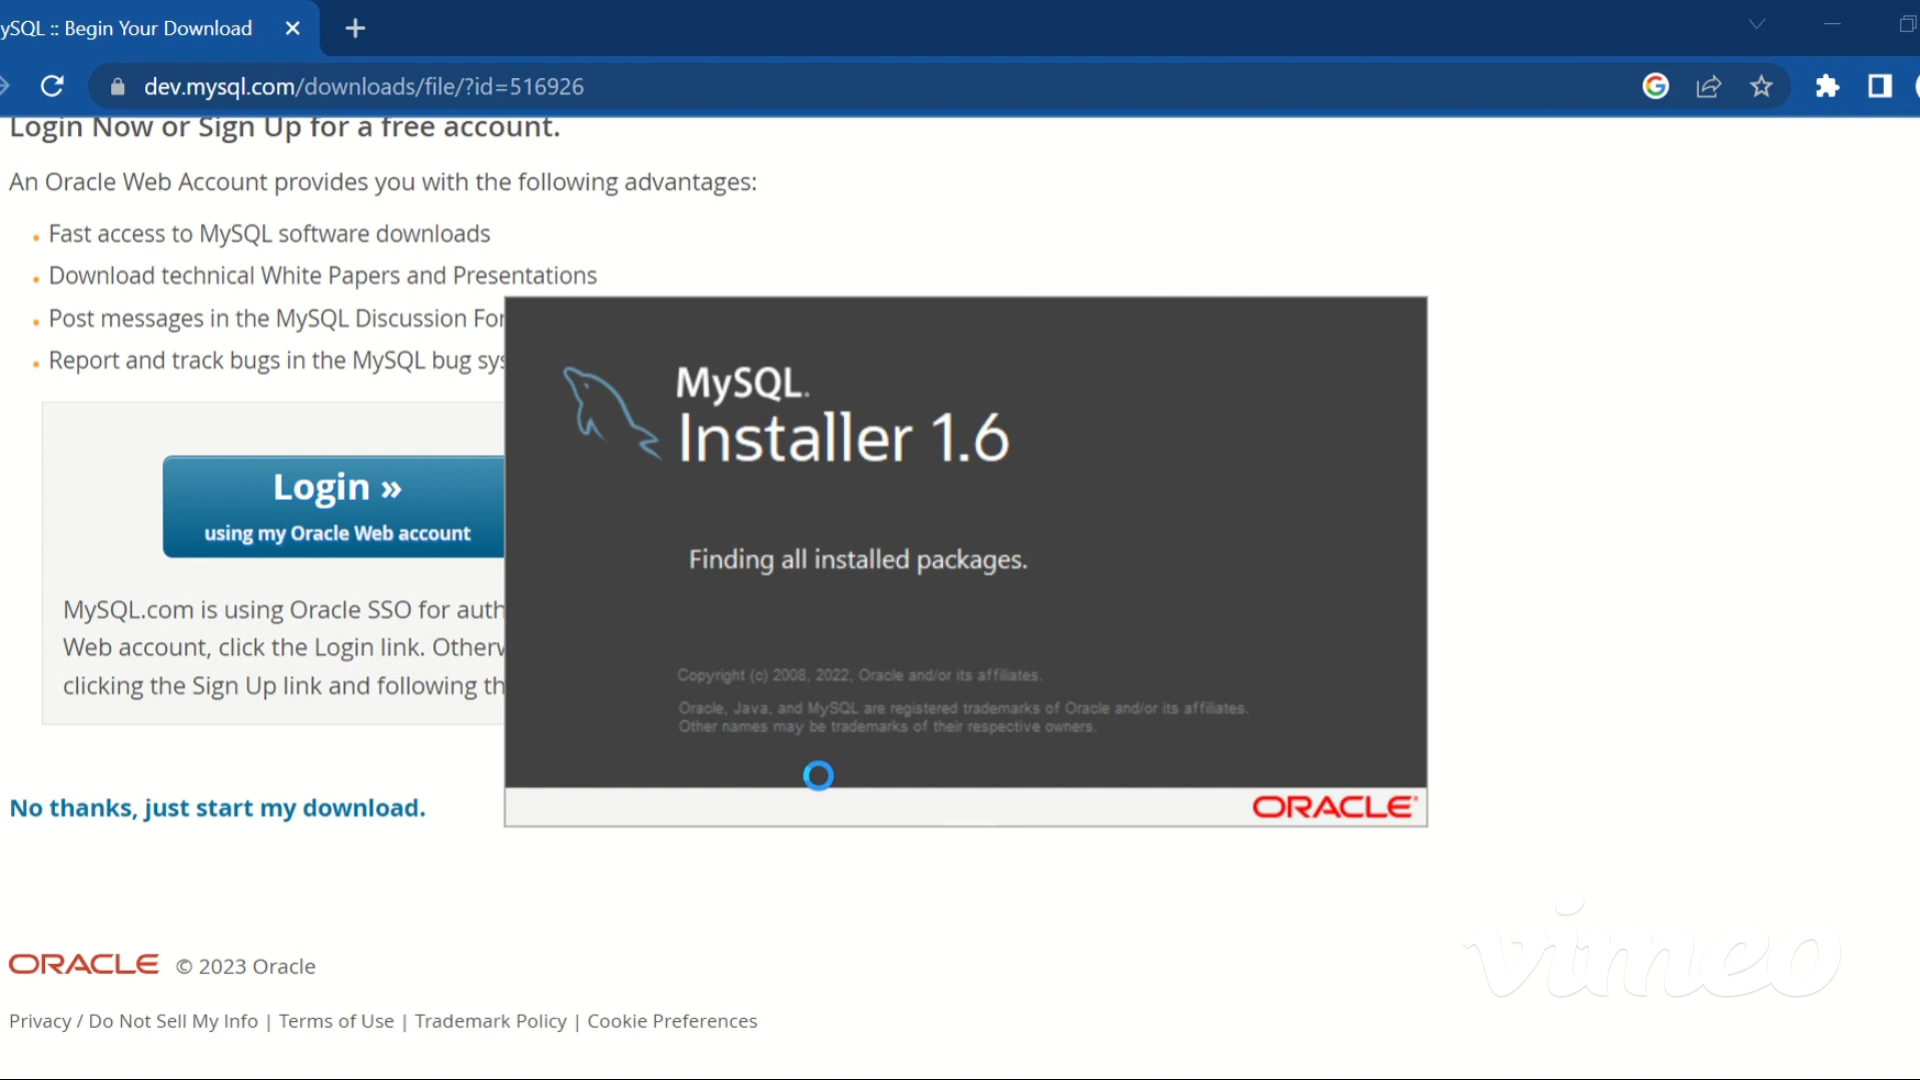 ySQL :: Begin Your Download
dev.mysql.com/downloads/file/?id=516926
Login Now or Sign Up for a free account.
An Oracle Web Account provides you with the following advantages:
Fast access to MySQL software downloads
Download technical White Papers and Presentations
Post messages in the MySQL Discussion For
Report and track bugs in the MySQL bug sys
Login »
using my Oracle Web account
MySQL.com is using Oracle SSO for auth
Web account, click the Login link. Otherw
clicking the Sign Up link and following th
No thanks, just start my download.
MySQL.
Installer 1.6
Finding all installed packages.
Copyright (c) 2008, 2022, Oracle and/or its affiliates.
Oracle, Java, and MySQL are registered trademarks of Oracle and/or its affiliates.
Other names may be trademarks of their respective owners.
ORACLE
ORACLE © 2023 Oracle
Privacy / Do Not Sell My Info | Terms of Use | Trademark Policy | Cookie Preferences
vimeo